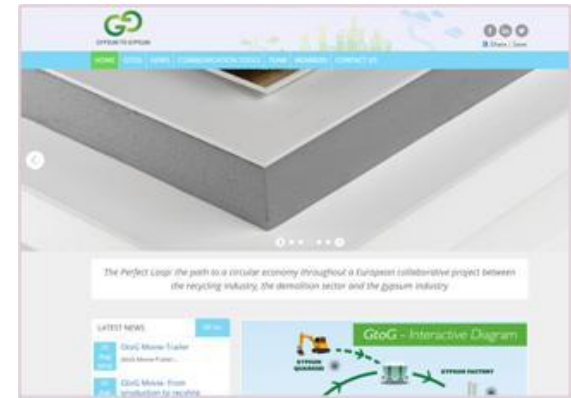 GYPSUM TO GYPSUM
Share | Save
HOME GTOG NEWS COMMUNICATION TOOLS TEAM MEMBERS CONTACT US
The Perfect Loop: the path to a circular economy throughout a European collaborative project between
the recycling industry, the demolition sector and the gypsum industry
LATEST NEWS
GtoG Movie-Trailer
GtoG Movie-Trailer...
GtoG Movie- From
production to recycling
GtoG - Interactive Diagram
GYPSUM
QUARRIES
GYPSUM FACTORY